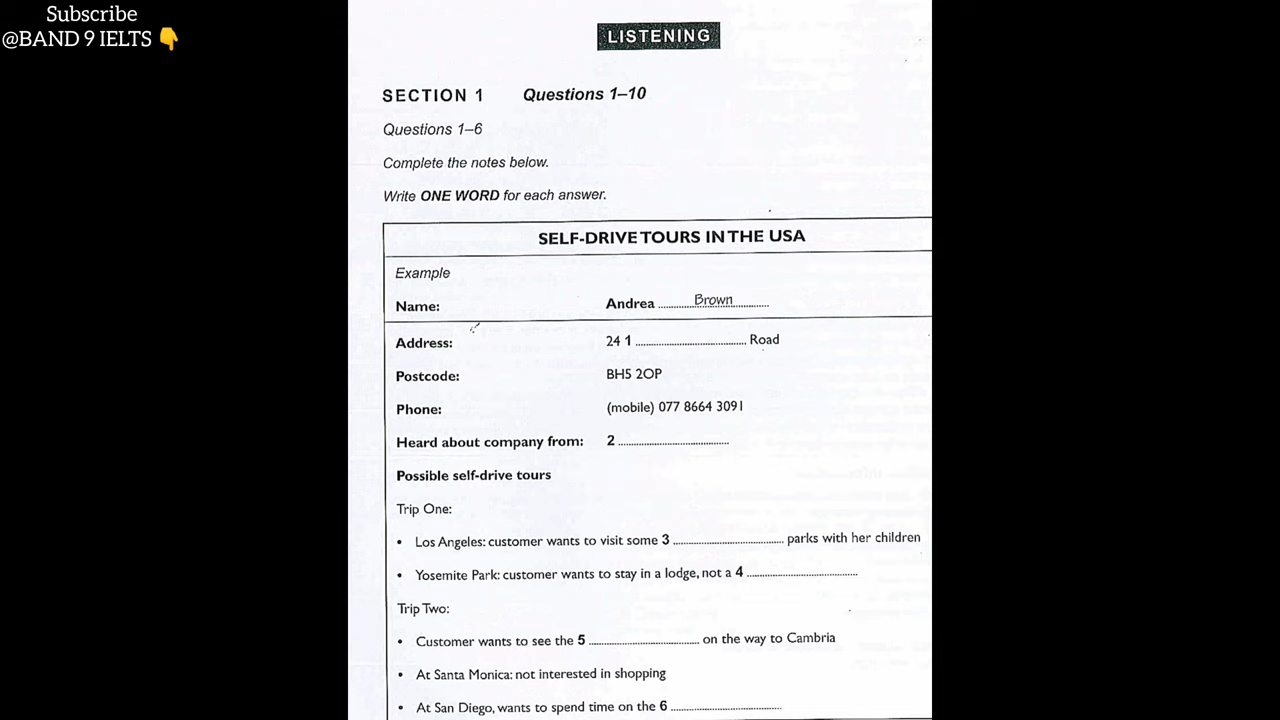 Subscribe
@BAND 9 IELTS 👇
LISTENING
SECTION 1 Questions 1–10
Questions 1–6
Complete the notes below.
Write ONE WORD for each answer.
SELF-DRIVE TOURS IN THE USA
Example
Name: Andrea ........Brown........
Address: 24 1 ........................ Road
Postcode: BH5 2OP
Phone: (mobile) 077 8664 3091
Heard about company from: 2 ........................
Possible self-drive tours
Trip One:
• Los Angeles: customer wants to visit some 3 ........................ parks with her children
• Yosemite Park: customer wants to stay in a lodge, not a 4 ........................
Trip Two:
• Customer wants to see the 5 ........................ on the way to Cambria
• At Santa Monica: not interested in shopping
• At San Diego, wants to spend time on the 6 ........................